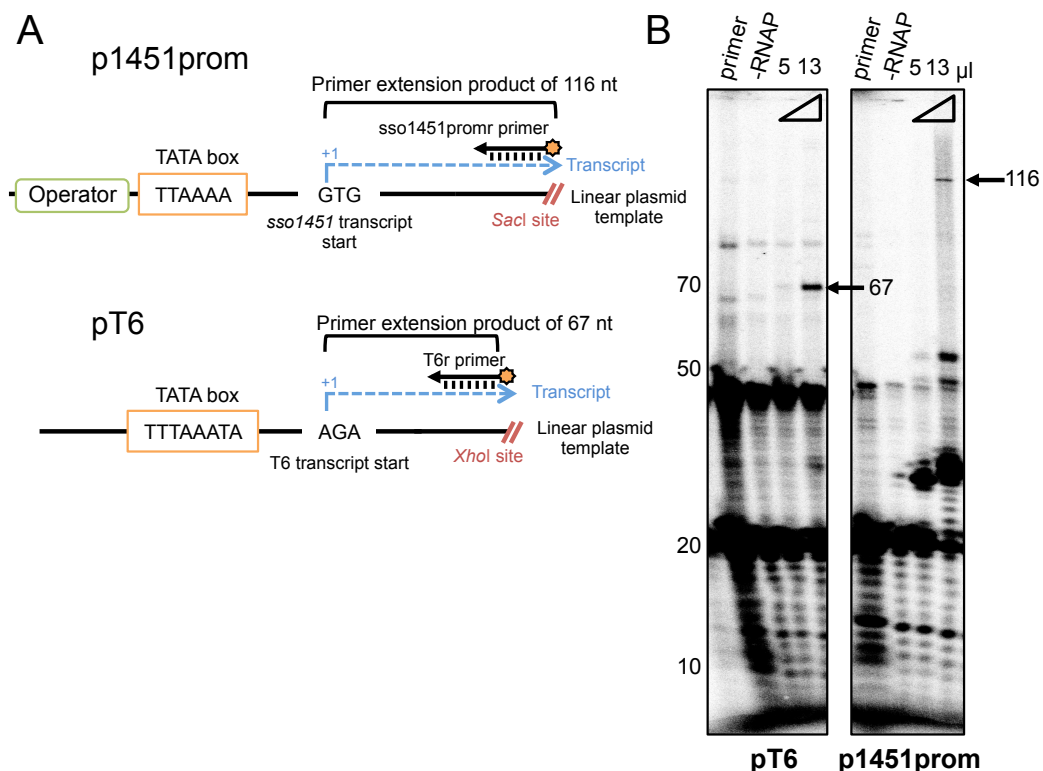 A
p1451prom
Primer extension product of 116 nt
sso1451promr primer
TATA box
+1
Transcript
Operator
TTAAAA
GTG
Linear plasmid
template
sso1451 transcript
start
SacI site
pT6
Primer extension product of 67 nt
T6r primer
TATA box
+1
Transcript
TTTAAATA
AGA
Linear plasmid
template
T6 transcript start
XhoI site
B
primer
-RNAP
5 13
primer
-RNAP
5 13 µl
116
70
67
50
20
10
pT6
p1451prom